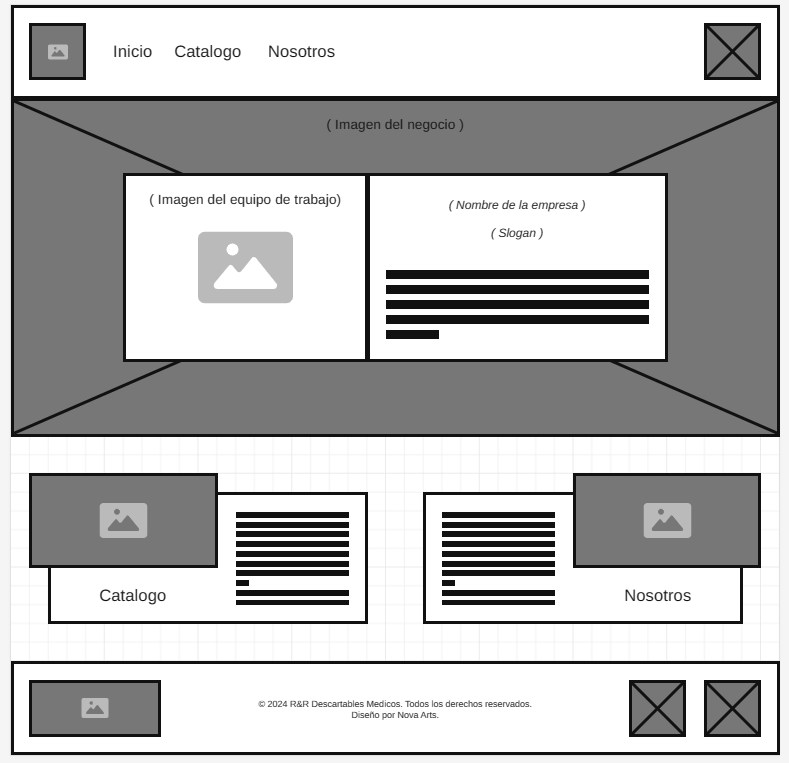 Inicio
Catalogo
Nosotros
( Imagen del negocio )
( Imagen del equipo de trabajo)
( Nombre de la empresa )
( Slogan )
Catalogo
Nosotros
© 2024 R&R Descartables Medicos. Todos los derechos reservados.
Diseño por Nova Arts.